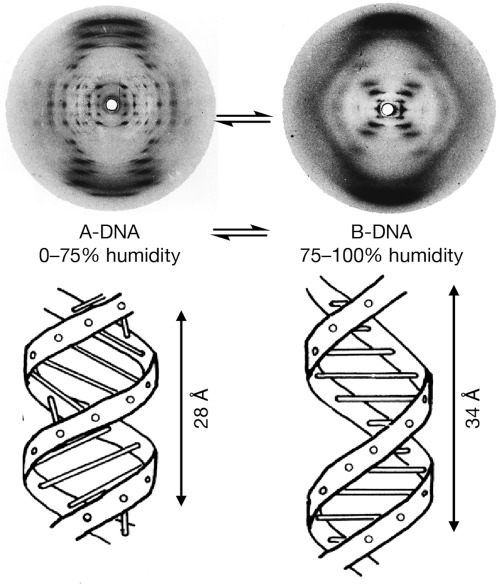 A-DNA
0–75% humidity
B-DNA
75–100% humidity
28 Å
34 Å